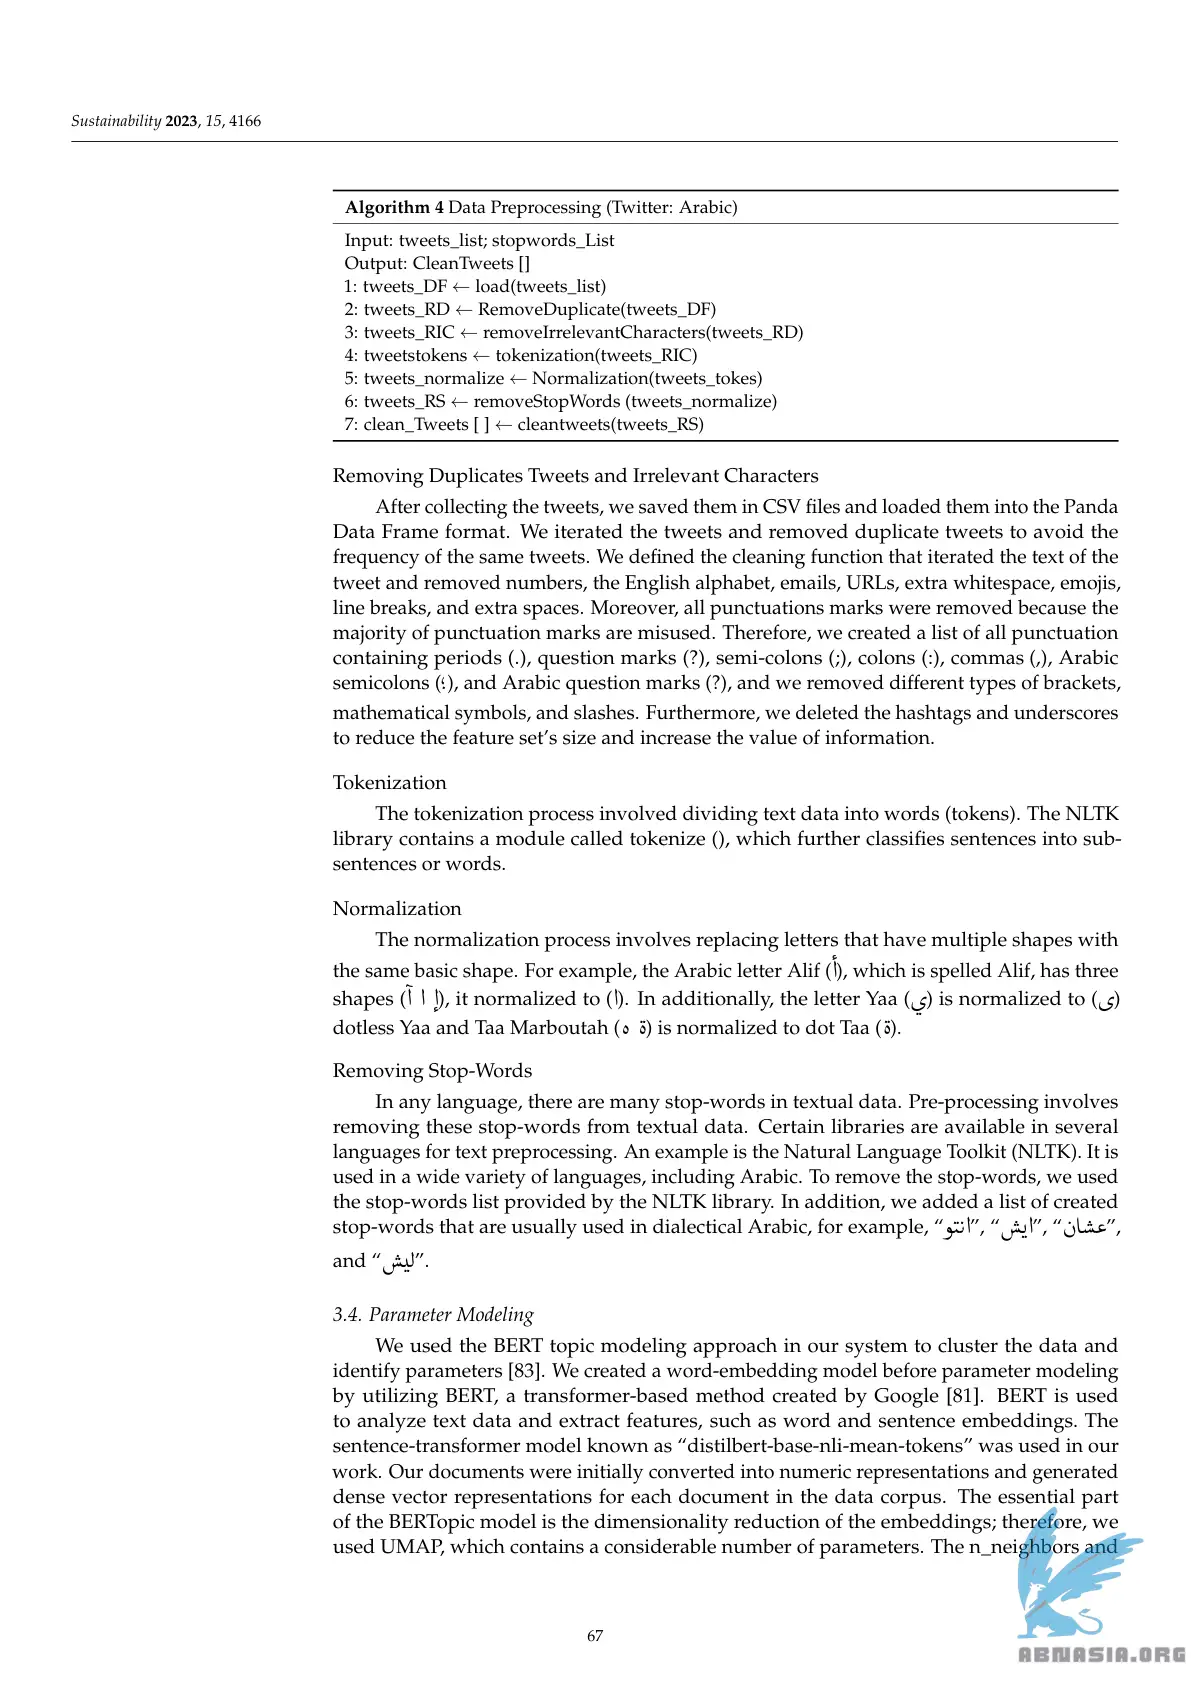 Sustainability 2023, 15, 4166
Algorithm 4 Data Preprocessing (Twitter: Arabic)
Input: tweets_list; stopwords_List
Output: CleanTweets []
1: tweets_DF ← load(tweets_list)
2: tweets_RD ← RemoveDuplicate(tweets_DF)
3: tweets_RIC ← removeIrrelevantCharacters(tweets_RD)
4: tweetstokens ← tokenization(tweets_RIC)
5: tweets_normalize ← Normalization(tweets_tokes)
6: tweets_RS ← removeStopWords (tweets_normalize)
7: clean_Tweets [ ] ← cleantweets(tweets_RS)
Removing Duplicates Tweets and Irrelevant Characters
After collecting the tweets, we saved them in CSV files and loaded them into the Panda
Data Frame format. We iterated the tweets and removed duplicate tweets to avoid the
frequency of the same tweets. We defined the cleaning function that iterated the text of the
tweet and removed numbers, the English alphabet, emails, URLs, extra whitespace, emojis,
line breaks, and extra spaces. Moreover, all punctuations marks were removed because the
majority of punctuation marks are misused. Therefore, we created a list of all punctuation
containing periods (.), question marks (?), semi-colons (;), colons (:), commas (,), Arabic
semicolons (؛), and Arabic question marks (?), and we removed different types of brackets,
mathematical symbols, and slashes. Furthermore, we deleted the hashtags and underscores
to reduce the feature set's size and increase the value of information.
Tokenization
The tokenization process involved dividing text data into words (tokens). The NLTK
library contains a module called tokenize (), which further classifies sentences into sub-
sentences or words.
Normalization
The normalization process involves replacing letters that have multiple shapes with
the same basic shape. For example, the Arabic letter Alif (أ), which is spelled Alif, has three
shapes (إ ا آ), it normalized to (ا). In additionally, the letter Yaa (ي) is normalized to (ى)
dotless Yaa and Taa Marboutah (ة ه) is normalized to dot Taa (ة).
Removing Stop-Words
In any language, there are many stop-words in textual data. Pre-processing involves
removing these stop-words from textual data. Certain libraries are available in several
languages for text preprocessing. An example is the Natural Language Toolkit (NLTK). It is
used in a wide variety of languages, including Arabic. To remove the stop-words, we used
the stop-words list provided by the NLTK library. In addition, we added a list of created
stop-words that are usually used in dialectical Arabic, for example, "انتو", "ايش", "عشان",
and "ليش".
3.4. Parameter Modeling
We used the BERT topic modeling approach in our system to cluster the data and
identify parameters [83]. We created a word-embedding model before parameter modeling
by utilizing BERT, a transformer-based method created by Google [81]. BERT is used
to analyze text data and extract features, such as word and sentence embeddings. The
sentence-transformer model known as "distilbert-base-nli-mean-tokens" was used in our
work. Our documents were initially converted into numeric representations and generated
dense vector representations for each document in the data corpus. The essential part
of the BERTopic model is the dimensionality reduction of the embeddings; therefore, we
used UMAP, which contains a considerable number of parameters. The n_neighbors and
67
ABNASIA.ORG